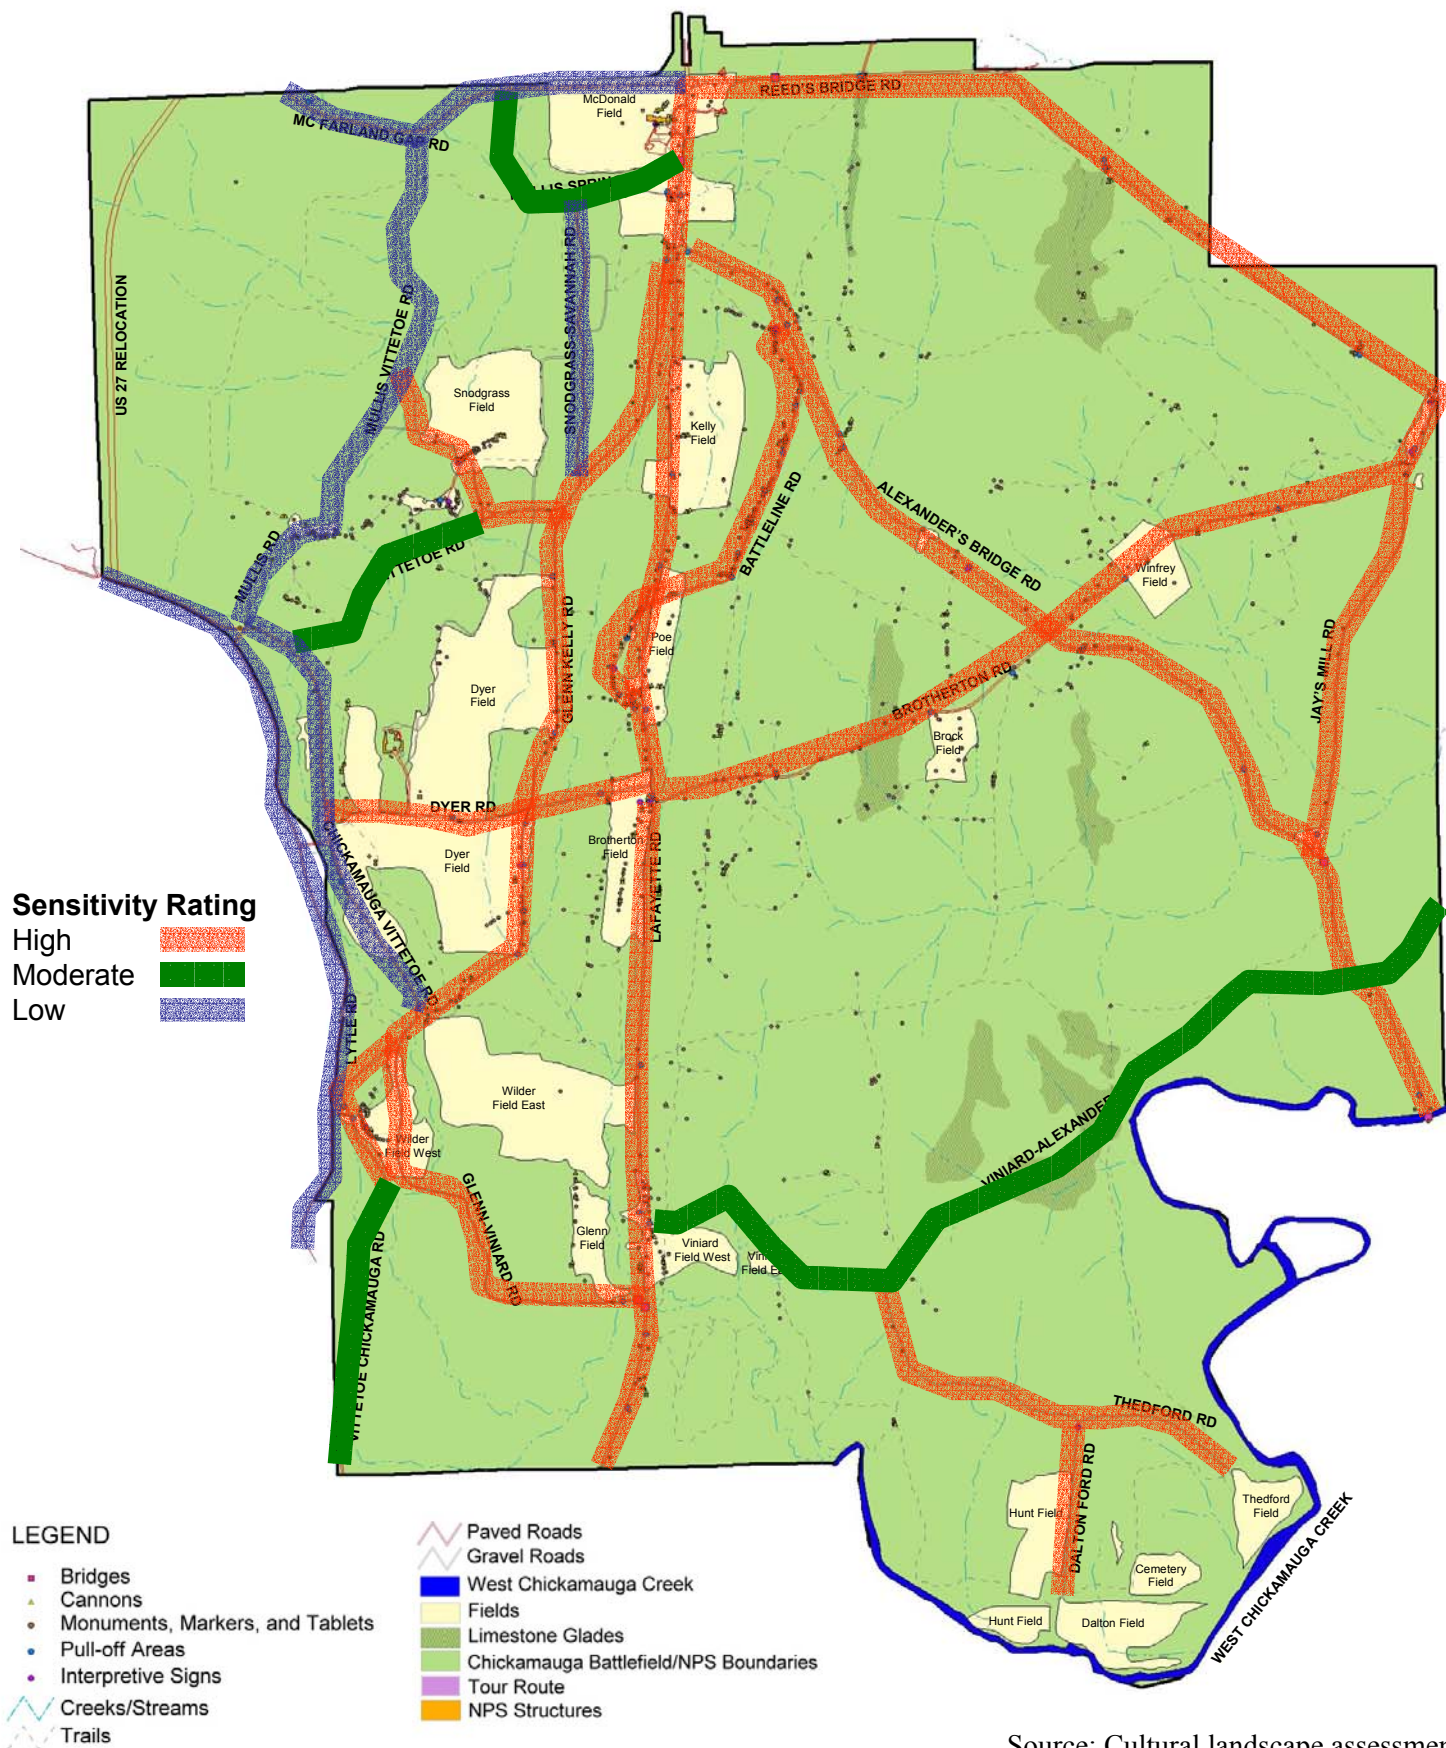 REED'S BRIDGE RD
McDonald
Field
MC FARLAND GAP RD
US 27 RELOCATION
MULLIS VITTETOE RD
SNODGRASS-SAVANNAH RD
Snodgrass
Field
Kelly
Field
BATTLELINE RD
ALEXANDER'S BRIDGE RD
MULLIS RD
Winfrey
Field
GLENN KELLY RD
Poe
Field
JAY'S MILL RD
Dyer
Field
BROTHERTON RD
Brock
Field
DYER RD
Brotherton
Field
Dyer
Field
LAFAYETTE RD
CHICKAMAUGA VITTETOE RD
Sensitivity Rating
High
Moderate
Low
LYTLE RD
Wilder
Field East
Wilder
Field West
VINIARD-ALEXANDER
GLENN-VINIARD RD
Glenn
Field
Viniard
Field West
Field
VITTETOE CHICKAMAUGA RD
THEDFORD RD
DALTON FORD RD
Hunt Field
Thedford
Field
Cemetery
Field
Hunt Field
Dalton Field
WEST CHICKAMAUGA CREEK
LEGEND
Bridges
Cannons
Monuments, Markers, and Tablets
Pull-off Areas
Interpretive Signs
Creeks/Streams
Trails
Paved Roads
Gravel Roads
West Chickamauga Creek
Fields
Limestone Glades
Chickamauga Battlefield/NPS Boundaries
Tour Route
NPS Structures
Source: Cultural landscape assessmen